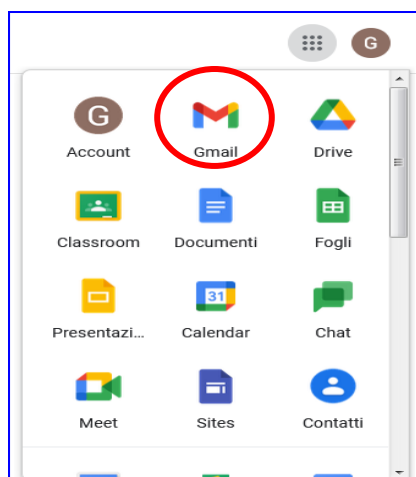 G
G
Account Gmail Drive
Classroom Documenti Fogli
31
Presentazi... Calendar Chat
Meet Sites Contatti